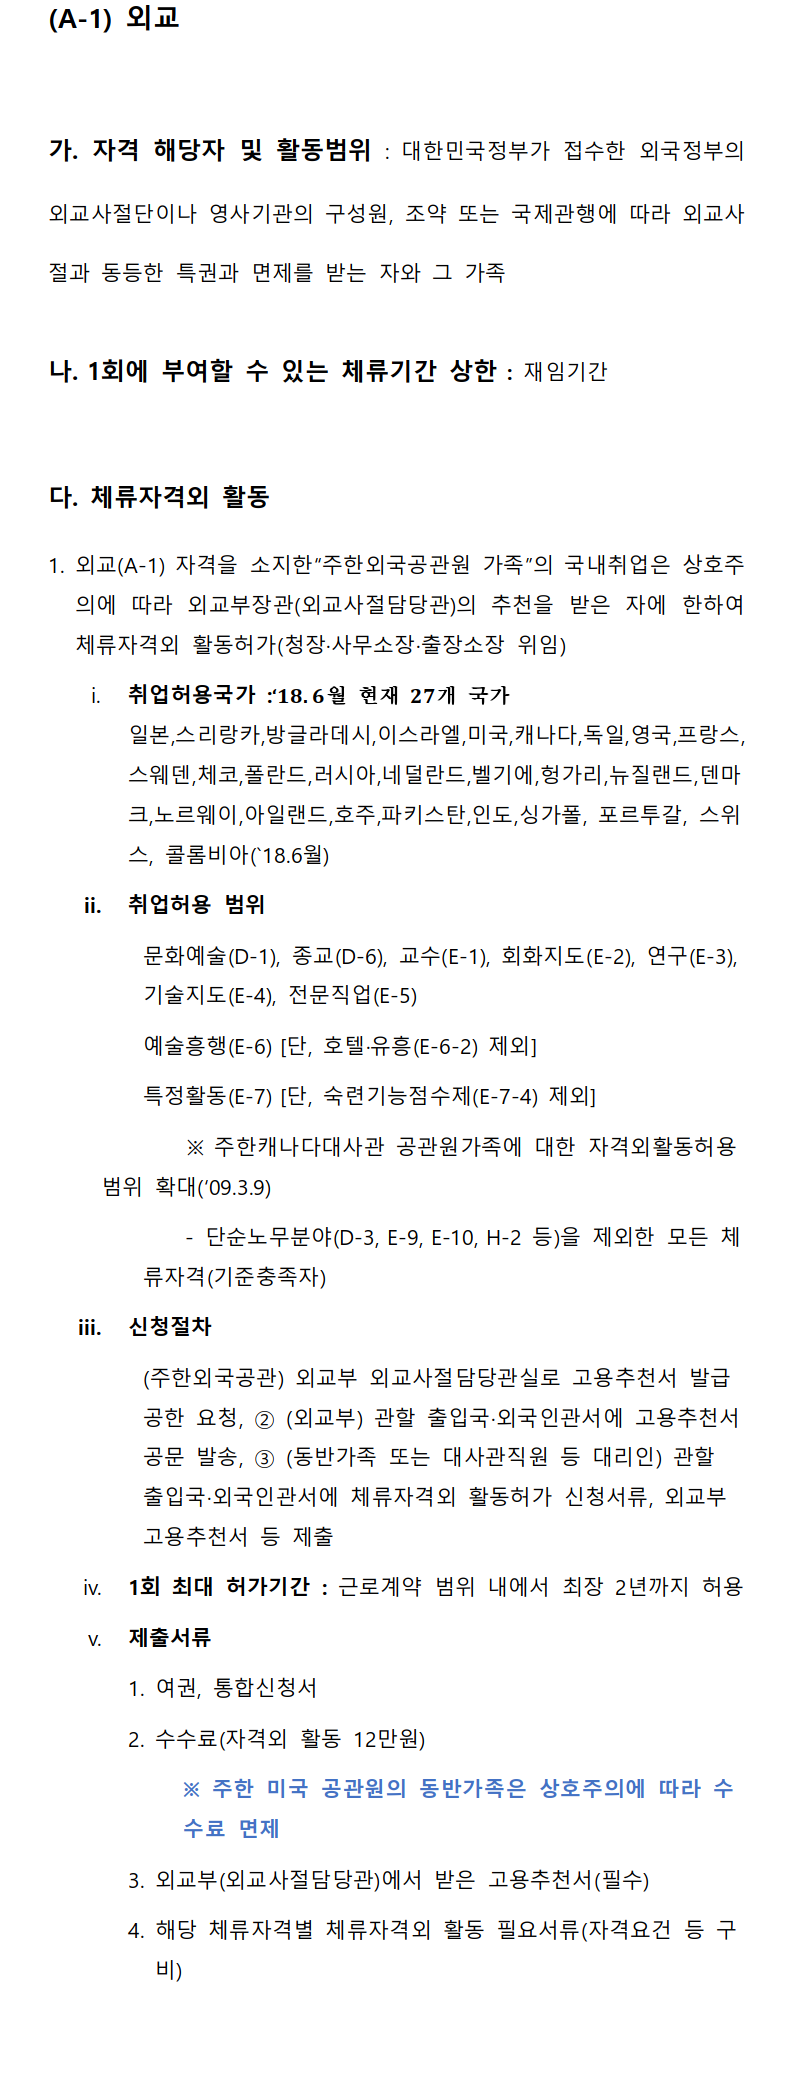 (A-1) 외교
가. 자격 해당자 및 활동범위 : 대한민국정부가 접수한 외국정부의
외교사절단이나 영사기관의 구성원, 조약 또는 국제관행에 따라 외교사
절과 동등한 특권과 면제를 받는 자와 그 가족
나. 1회에 부여할 수 있는 체류기간 상한 : 재임기간
다. 체류자격외 활동
1. 외교(A-1) 자격을 소지한“주한외국공관원 가족”의 국내취업은 상호주
의에 따라 외교부장관(외교사절담당관)의 추천을 받은 자에 한하여
체류자격외 활동허가(청장·사무소장·출장소장 위임)
i. 취업허용국가 :‘18. 6월 현재 27개 국가
일본,스리랑카,방글라데시,이스라엘,미국,캐나다,독일,영국,프랑스,
스웨덴,체코,폴란드,러시아,네덜란드,벨기에,헝가리,뉴질랜드,덴마
크,노르웨이,아일랜드,호주,파키스탄,인도,싱가폴, 포르투갈, 스위
스, 콜롬비아(`18.6월)
ii. 취업허용 범위
문화예술(D-1), 종교(D-6), 교수(E-1), 회화지도(E-2), 연구(E-3),
기술지도(E-4), 전문직업(E-5)
예술흥행(E-6) [단, 호텔·유흥(E-6-2) 제외]
특정활동(E-7) [단, 숙련기능점수제(E-7-4) 제외]
※ 주한캐나다대사관 공관원가족에 대한 자격외활동허용
범위 확대(‘09.3.9)
- 단순노무분야(D-3, E-9, E-10, H-2 등)을 제외한 모든 체
류자격(기준충족자)
iii. 신청절차
(주한외국공관) 외교부 외교사절담당관실로 고용추천서 발급
공한 요청, ② (외교부) 관할 출입국·외국인관서에 고용추천서
공문 발송, ③ (동반가족 또는 대사관직원 등 대리인) 관할
출입국·외국인관서에 체류자격외 활동허가 신청서류, 외교부
고용추천서 등 제출
iv. 1회 최대 허가기간 : 근로계약 범위 내에서 최장 2년까지 허용
v. 제출서류
1. 여권, 통합신청서
2. 수수료(자격외 활동 12만원)
※ 주한 미국 공관원의 동반가족은 상호주의에 따라 수
수료 면제
3. 외교부(외교사절담당관)에서 받은 고용추천서(필수)
4. 해당 체류자격별 체류자격외 활동 필요서류(자격요건 등 구
비)